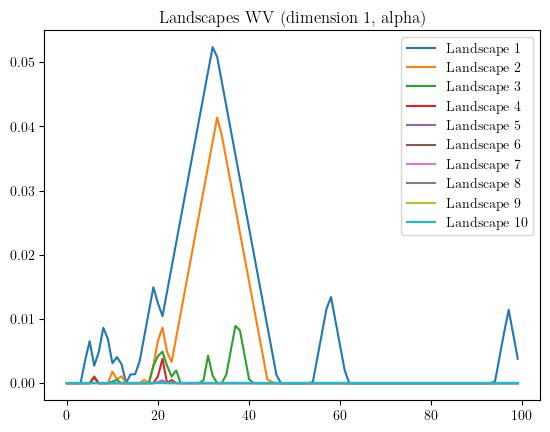 Landscapes WV (dimension 1, alpha)
Landscape 1
Landscape 2
Landscape 3
Landscape 4
Landscape 5
Landscape 6
Landscape 7
Landscape 8
Landscape 9
Landscape 10
0.05
0.04
0.03
0.02
0.01
0.00
0 20 40 60 80 100